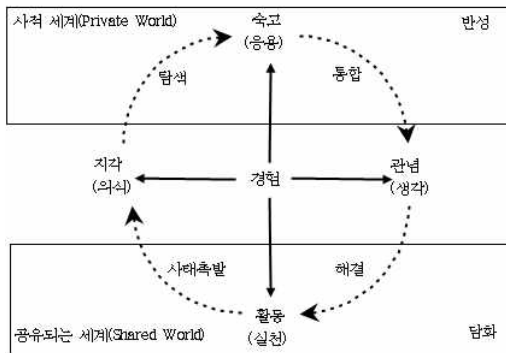 사적 세계(Private World)
숙고
(응용)
반성
탐색
통합
지각
(의식)
경험
관념
(생각)
사태촉발
해결
활동
(실천)
공유되는 세계(Shared World)
담화